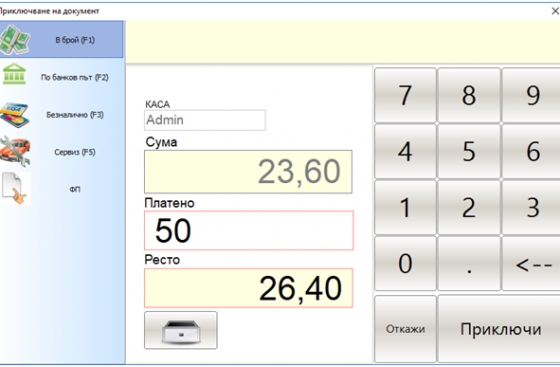 Приключване на документ
В брой (F1)
По банков път (F2)
Безналично (F3)
Сервиз (F5)
ФП
КАСА
Admin
Сума
23,60
Платено
50
Ресто
26,40
7 8 9
4 5 6
1 2 3
0 . <--
Откажи Приключи